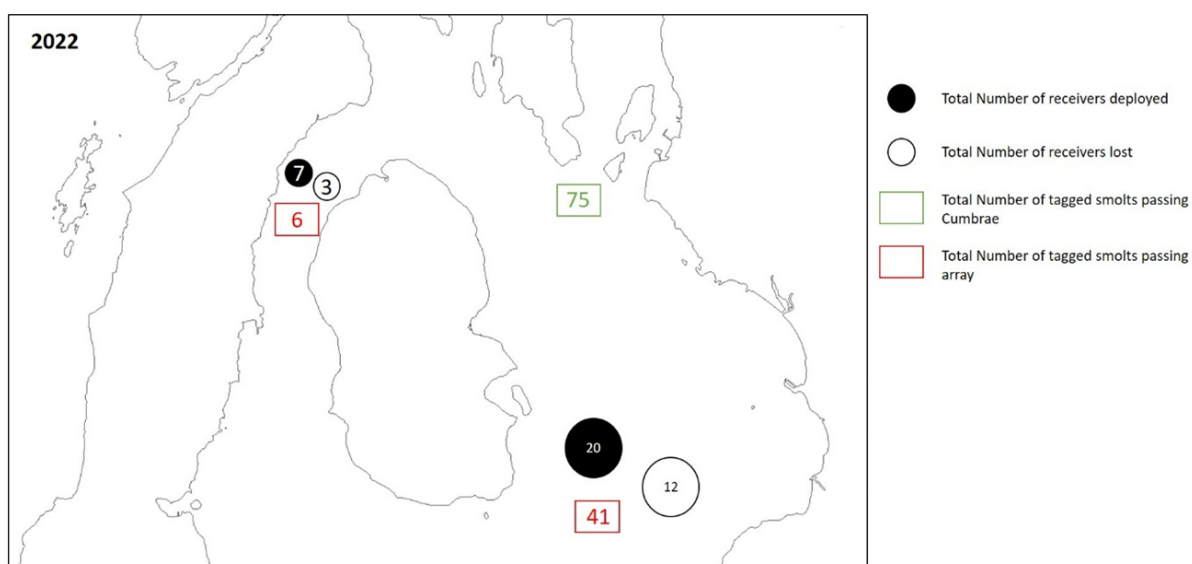 2022
7
3
6
75
20
12
41
Total Number of receivers deployed
Total Number of receivers lost
Total Number of tagged smolts passing
Cumbrae
Total Number of tagged smolts passing
array